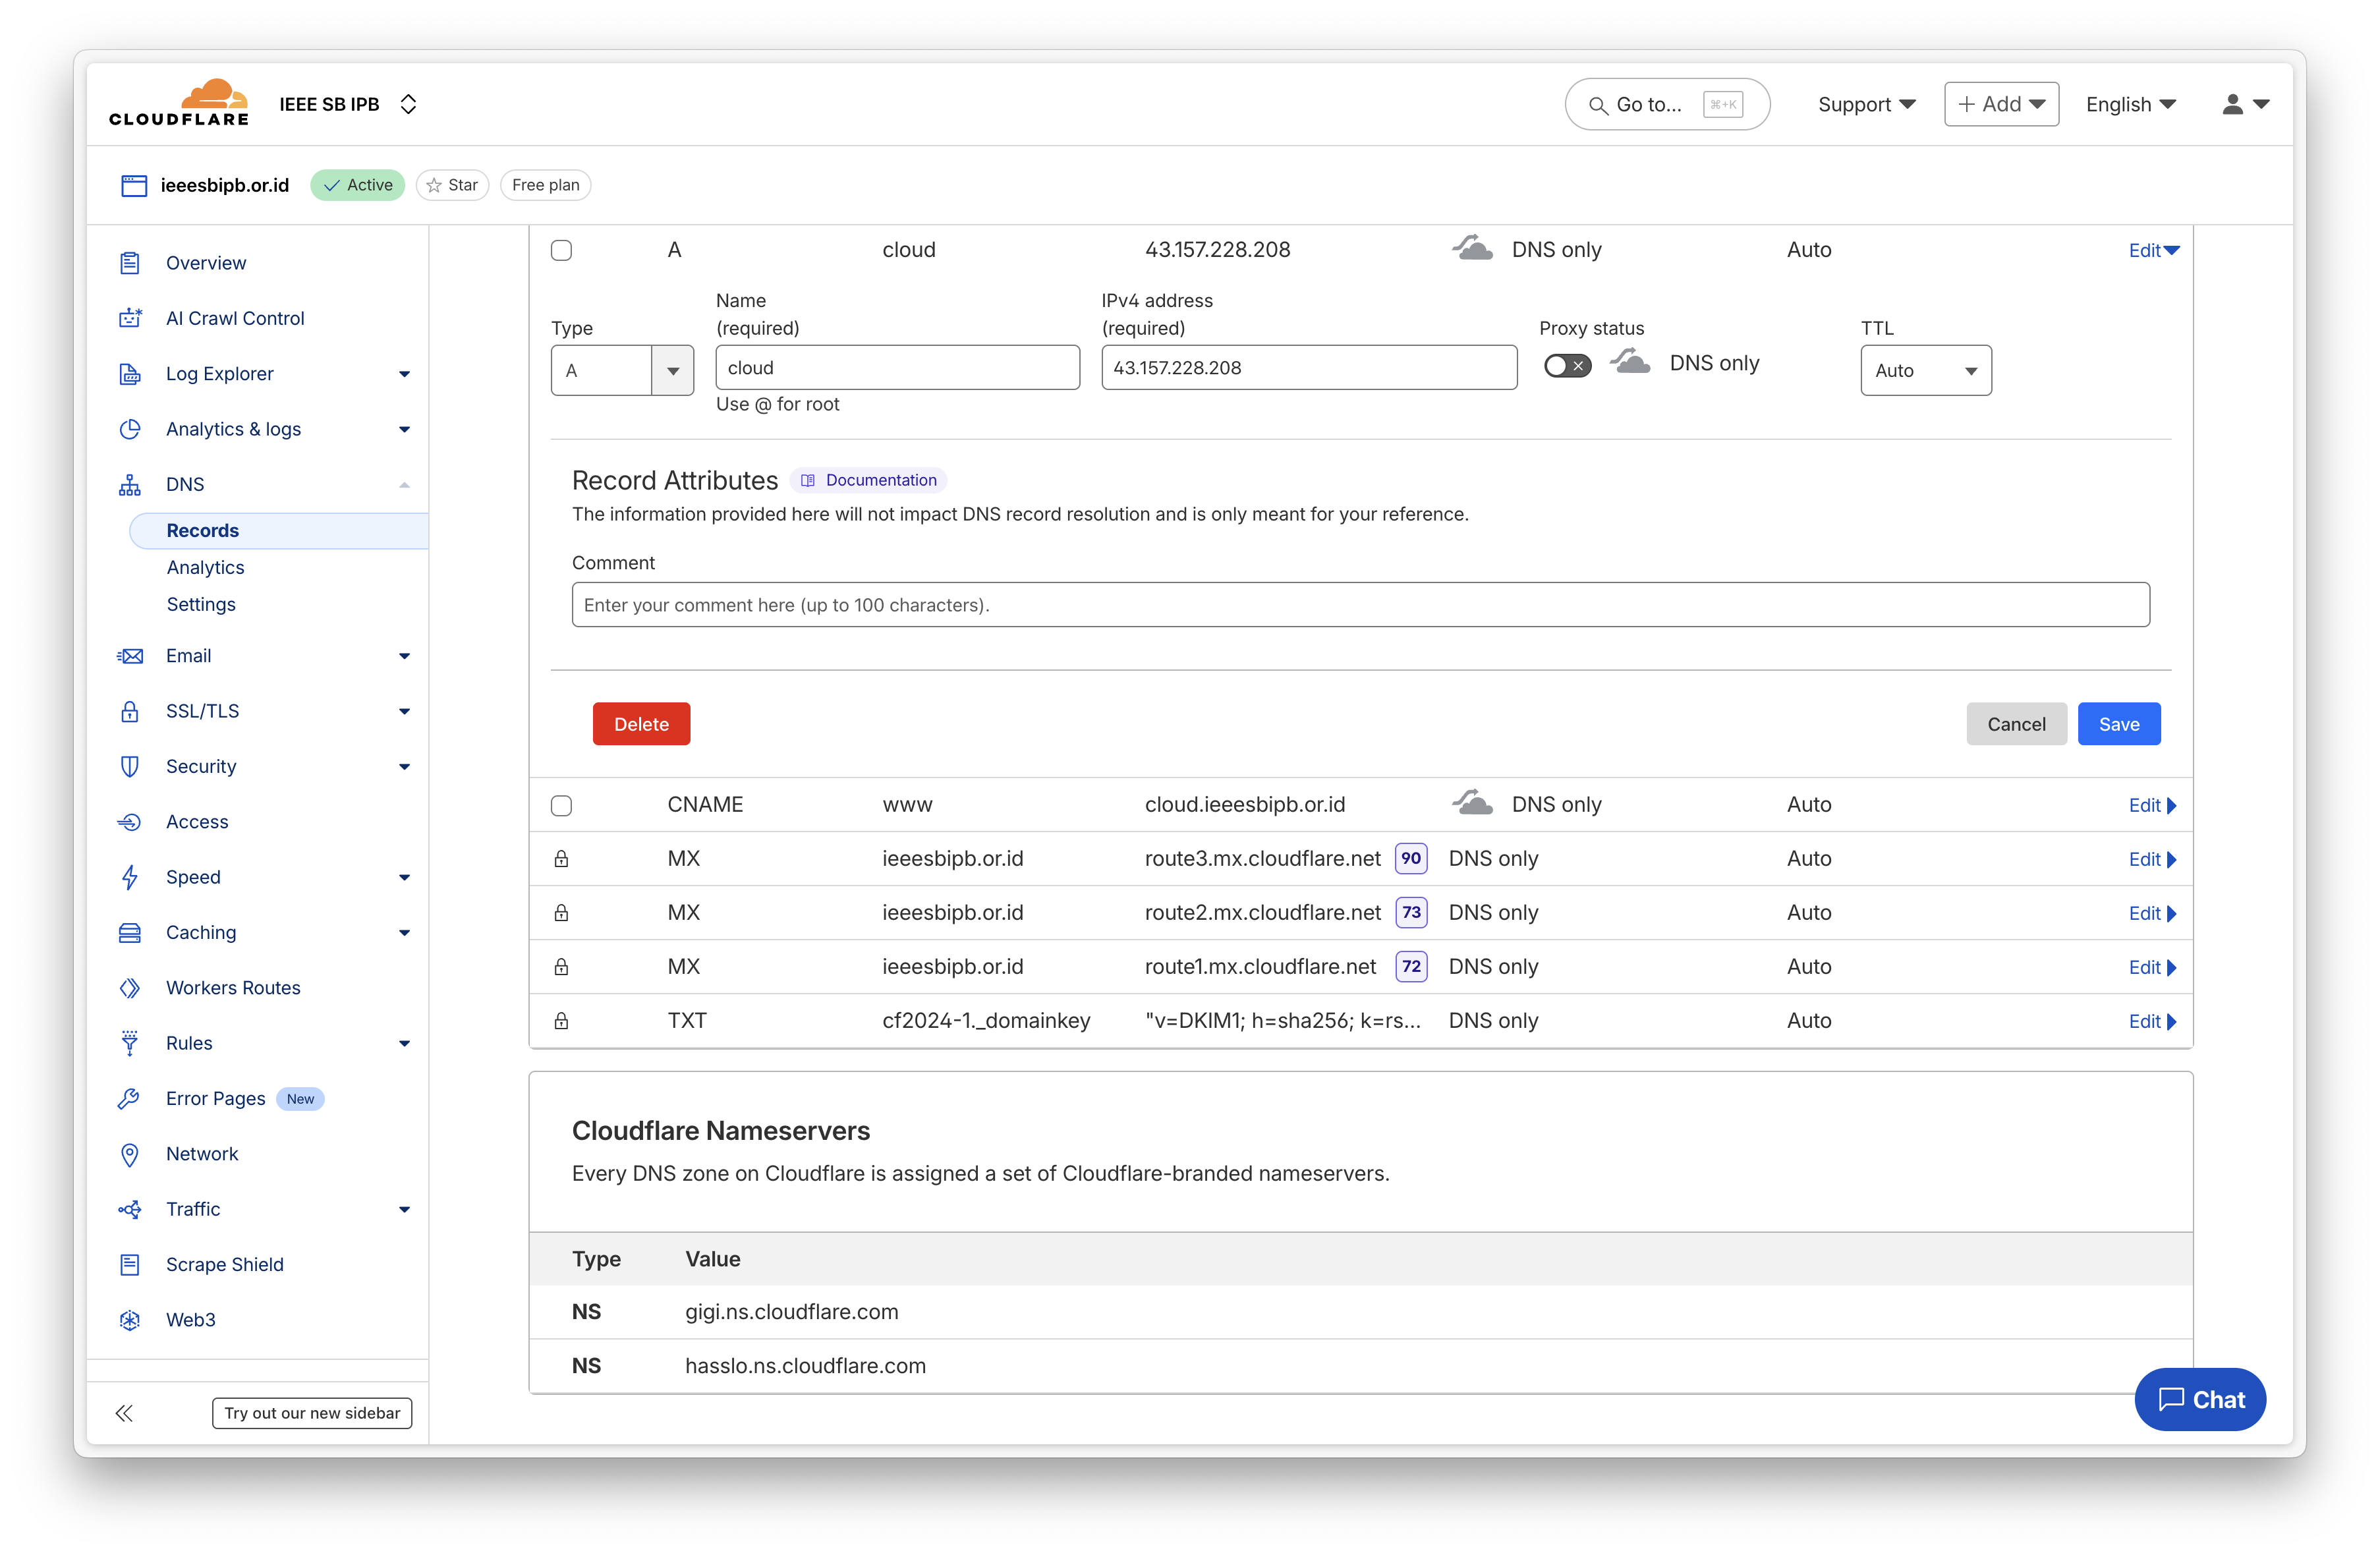 CLOUDFLARE
IEEE SB IPB
Go to... ⌘+K
Support
+ Add
English
ieeesbipb.or.id
Active
Star
Free plan
Overview
AI Crawl Control
Log Explorer
Analytics & logs
DNS
Records
Analytics
Settings
Email
SSL/TLS
Security
Access
Speed
Caching
Workers Routes
Rules
Error Pages New
Network
Traffic
Scrape Shield
Web3
Try out our new sidebar
A cloud 43.157.228.208 DNS only Auto Edit
Type
A
Name
(required)
cloud
Use @ for root
IPv4 address
(required)
43.157.228.208
Proxy status
DNS only
TTL
Auto
Record Attributes Documentation
The information provided here will not impact DNS record resolution and is only meant for your reference.
Comment
Enter your comment here (up to 100 characters).
Delete
Cancel
Save
CNAME www cloud.ieeesbipb.or.id DNS only Auto Edit
MX ieeesbipb.or.id route3.mx.cloudflare.net 90 DNS only Auto Edit
MX ieeesbipb.or.id route2.mx.cloudflare.net 73 DNS only Auto Edit
MX ieeesbipb.or.id route1.mx.cloudflare.net 72 DNS only Auto Edit
TXT cf2024-1._domainkey "v=DKIM1; h=sha256; k=rs... DNS only Auto Edit
Cloudflare Nameservers
Every DNS zone on Cloudflare is assigned a set of Cloudflare-branded nameservers.
Type Value
NS gigi.ns.cloudflare.com
NS hasslo.ns.cloudflare.com
Chat